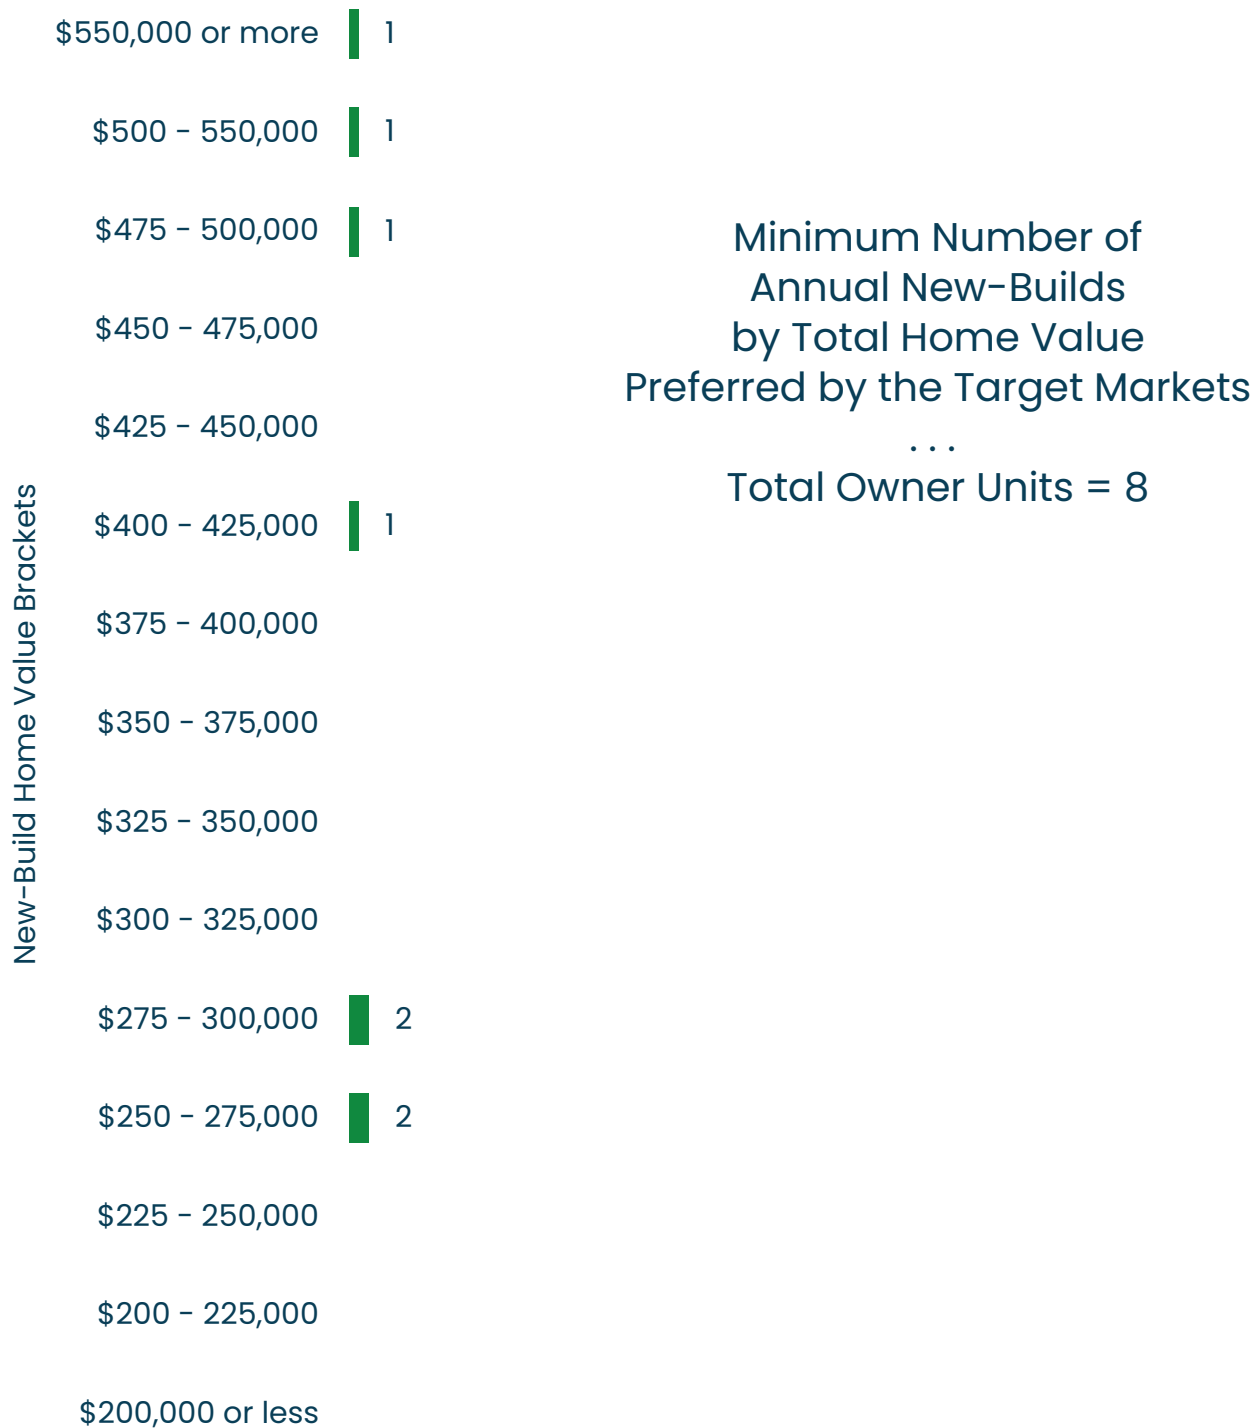 $550,000 or more 1
$500 - 550,000 1
$475 - 500,000 1
$450 - 475,000
$425 - 450,000
$400 - 425,000 1
$375 - 400,000
$350 - 375,000
$325 - 350,000
$300 - 325,000
$275 - 300,000 2
$250 - 275,000 2
$225 - 250,000
$200 - 225,000
$200,000 or less
New-Build Home Value Brackets
Minimum Number of
Annual New-Builds
by Total Home Value
Preferred by the Target Markets
. . .
Total Owner Units = 8